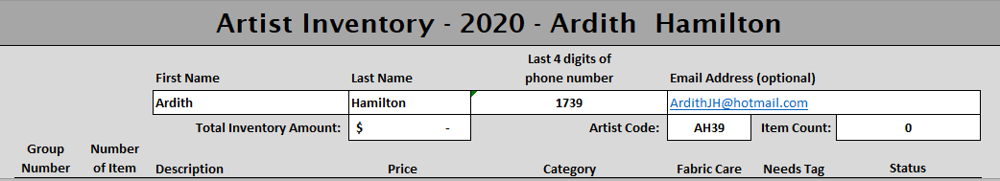 Artist Inventory - 2020 - Ardith Hamilton
Last 4 digits of
First Name Last Name phone number Email Address (optional)
Ardith Hamilton 1739 ArdithJH@hotmail.com
Total Inventory Amount: $ - Artist Code: AH39 Item Count: 0
Group Number
Number of Item Description Price Category Fabric Care Needs Tag Status